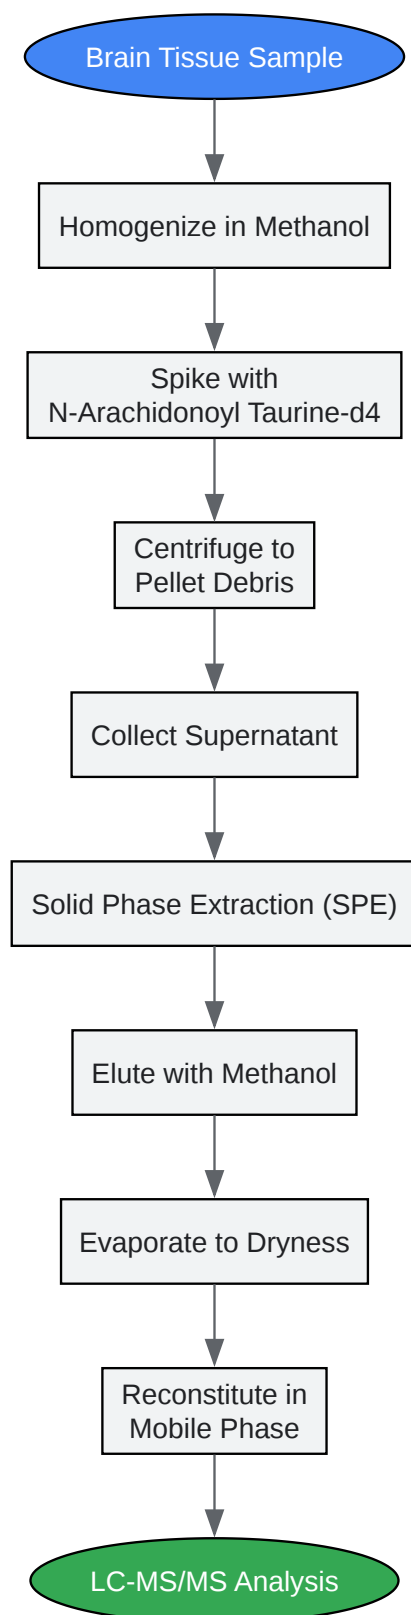 Brain Tissue Sample
Homogenize in Methanol
Spike with
N-Arachidonoyl Taurine-d4
Centrifuge to
Pellet Debris
Collect Supernatant
Solid Phase Extraction (SPE)
Elute with Methanol
Evaporate to Dryness
Reconstitute in
Mobile Phase
LC-MS/MS Analysis